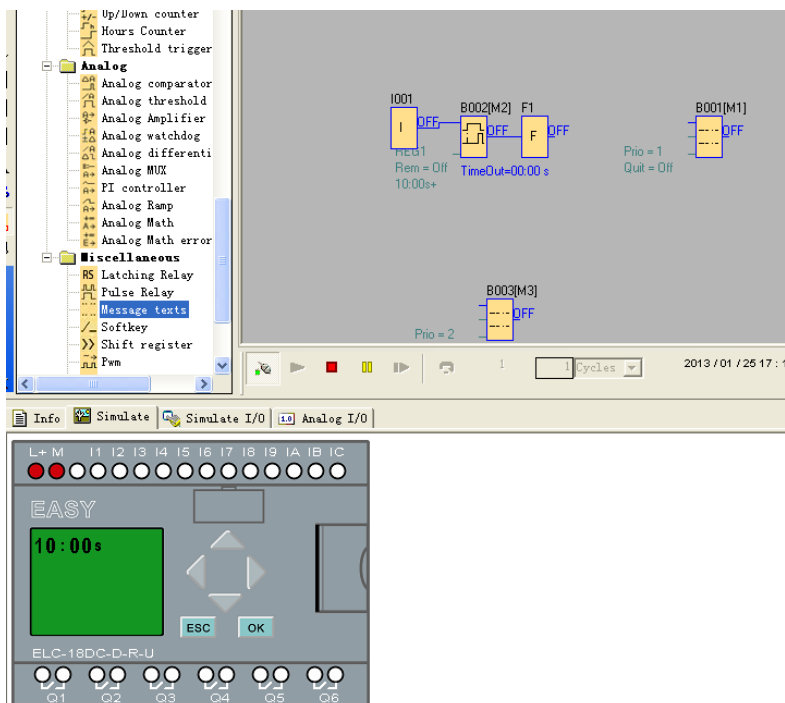 Up/Down counter
Hours Counter
Threshold trigger
Analog
Analog comparator
Analog threshold
Analog Amplifier
Analog watchdog
Analog differenti
Analog MUX
PI controller
Analog Ramp
Analog Math
Analog Math error
Miscellaneous
RS Latching Relay
Pulse Relay
Message texts
Softkey
Shift register
Pwm
I001
I
OFF
REG1
Rem = Off
10:00s+
B002[M2]
OFF
TimeOut=00:00 s
F1
F
OFF
B001[M1]
OFF
Prio = 1
Quit = Off
B003[M3]
OFF
Prio = 2
1
1 Cycles
2013/01/25 17:1
Info
Simulate
Simulate I/O
1.0 Analog I/O
L+ M I1 I2 I3 I4 I5 I6 I7 I8 I9 IA IB IC
EASY
10:00s
ESC
OK
ELC-18DC-D-R-U
Q1 Q2 Q3 Q4 Q5 Q6